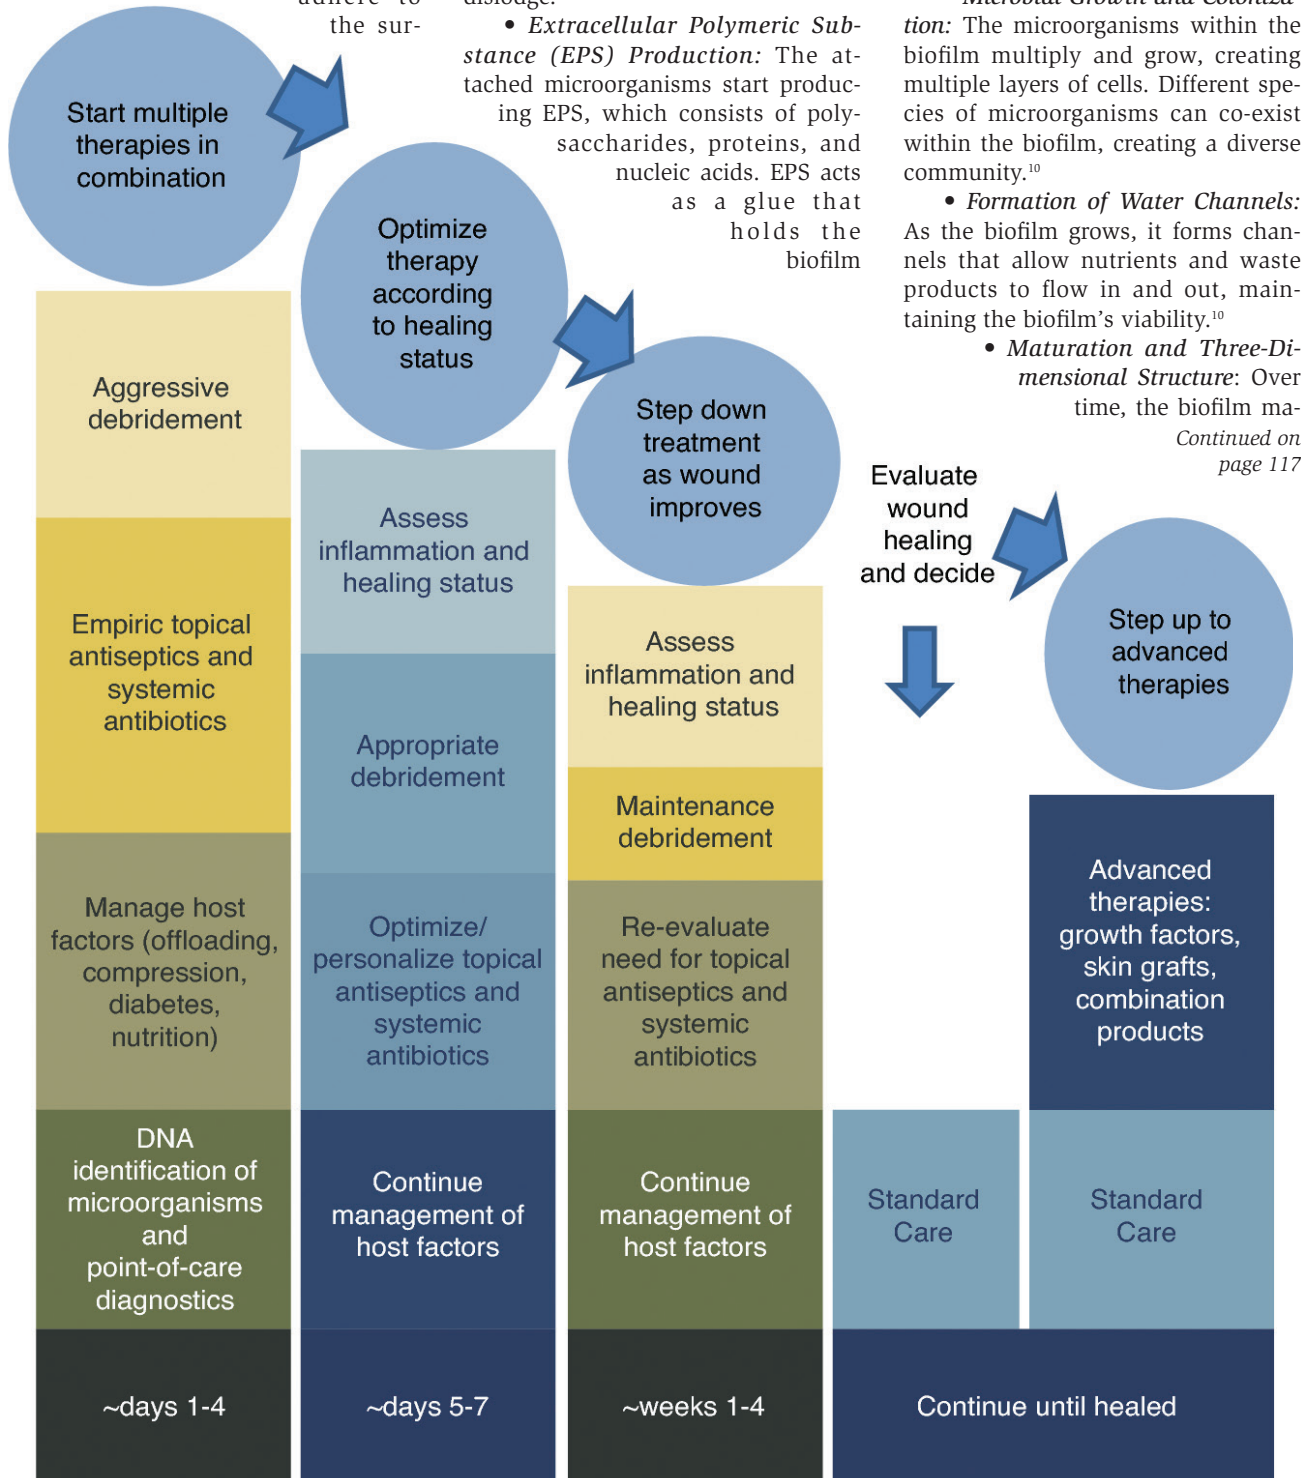 adhere to
the sur-
dislodge.
• Extracellular Polymeric Sub-
stance (EPS) Production: The at-
tached microorganisms start produc-
ing EPS, which consists of poly-
saccharides, proteins, and
nucleic acids. EPS acts
as a glue that
holds the
biofilm
Microbial Growth and Coloniza-
tion: The microorganisms within the
biofilm multiply and grow, creating
multiple layers of cells. Different spe-
cies of microorganisms can co-exist
within the biofilm, creating a diverse
community.¹⁰
• Formation of Water Channels:
As the biofilm grows, it forms chan-
nels that allow nutrients and waste
products to flow in and out, main-
taining the biofilm's viability.¹⁰
• Maturation and Three-Di-
mensional Structure: Over
time, the biofilm ma-
Continued on
page 117
Start multiple
therapies in
combination
Aggressive
debridement
Empiric topical
antiseptics and
systemic
antibiotics
Manage host
factors (offloading,
compression,
diabetes,
nutrition)
DNA
identification of
microorganisms
and
point-of-care
diagnostics
~days 1-4
Optimize
therapy
according
to healing
status
Assess
inflammation and
healing status
Appropriate
debridement
Optimize/
personalize topical
antiseptics and
systemic
antibiotics
Continue
management of
host factors
~days 5-7
Step down
treatment
as wound
improves
Assess
inflammation and
healing status
Maintenance
debridement
Re-evaluate
need for topical
antiseptics and
systemic
antibiotics
Continue
management of
host factors
~weeks 1-4
Evaluate
wound
healing
and decide
Standard
Care
Step up to
advanced
therapies
Advanced
therapies:
growth factors,
skin grafts,
combination
products
Standard
Care
Continue until healed